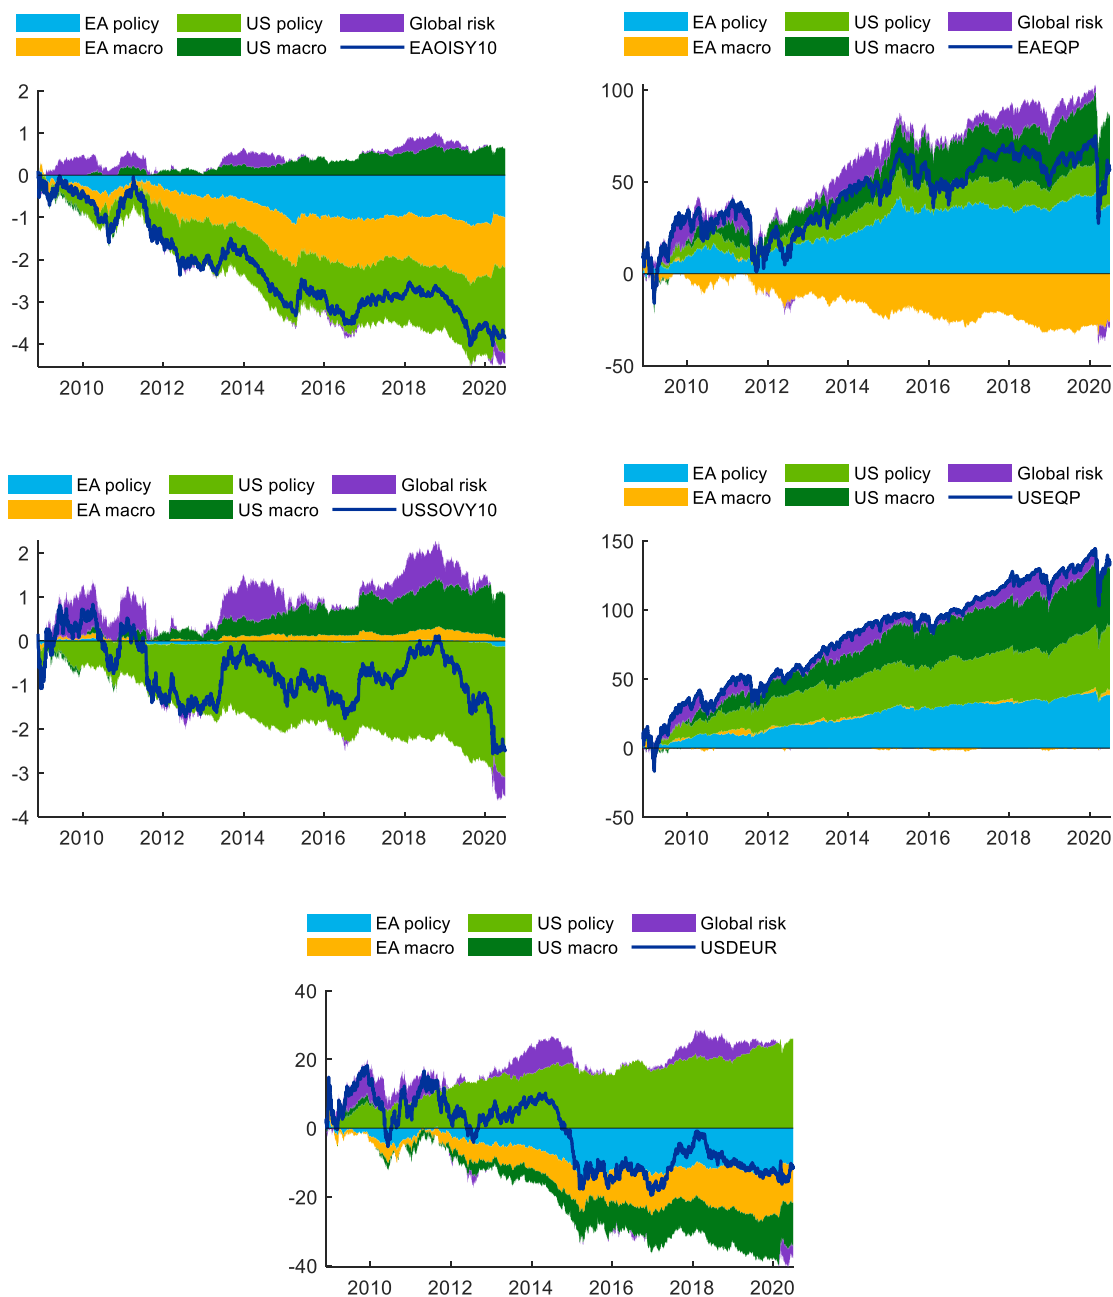 EA policy US policy Global risk
EA macro US macro EAOISY10
2
1
0
-1
-2
-3
-4
2010 2012 2014 2016 2018 2020
EA policy US policy Global risk
EA macro US macro EAEQP
100
50
0
-50
2010 2012 2014 2016 2018 2020
EA policy US policy Global risk
EA macro US macro USSOVY10
2
1
0
-1
-2
-3
-4
2010 2012 2014 2016 2018 2020
EA policy US policy Global risk
EA macro US macro USEQP
150
100
50
0
-50
2010 2012 2014 2016 2018 2020
EA policy US policy Global risk
EA macro US macro USDEUR
40
20
0
-20
-40
2010 2012 2014 2016 2018 2020